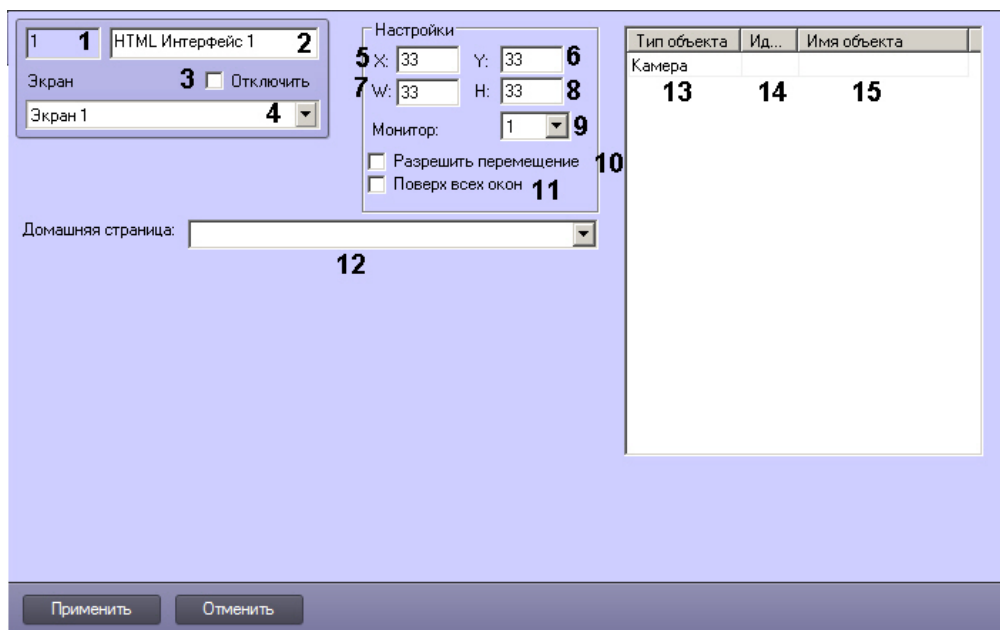 1 1 HTML Интерфейс 1 2
Экран 3 Отключить
Экран 1 4
Настройки
5 X: 33 Y: 33 6
7 W: 33 H: 33 8
Монитор: 1 9
Разрешить перемещение 10
Поверх всех окон 11
Домашняя страница:
12
Тип объекта Ид... Имя объекта
Камера
13 14 15
Применить Отменить